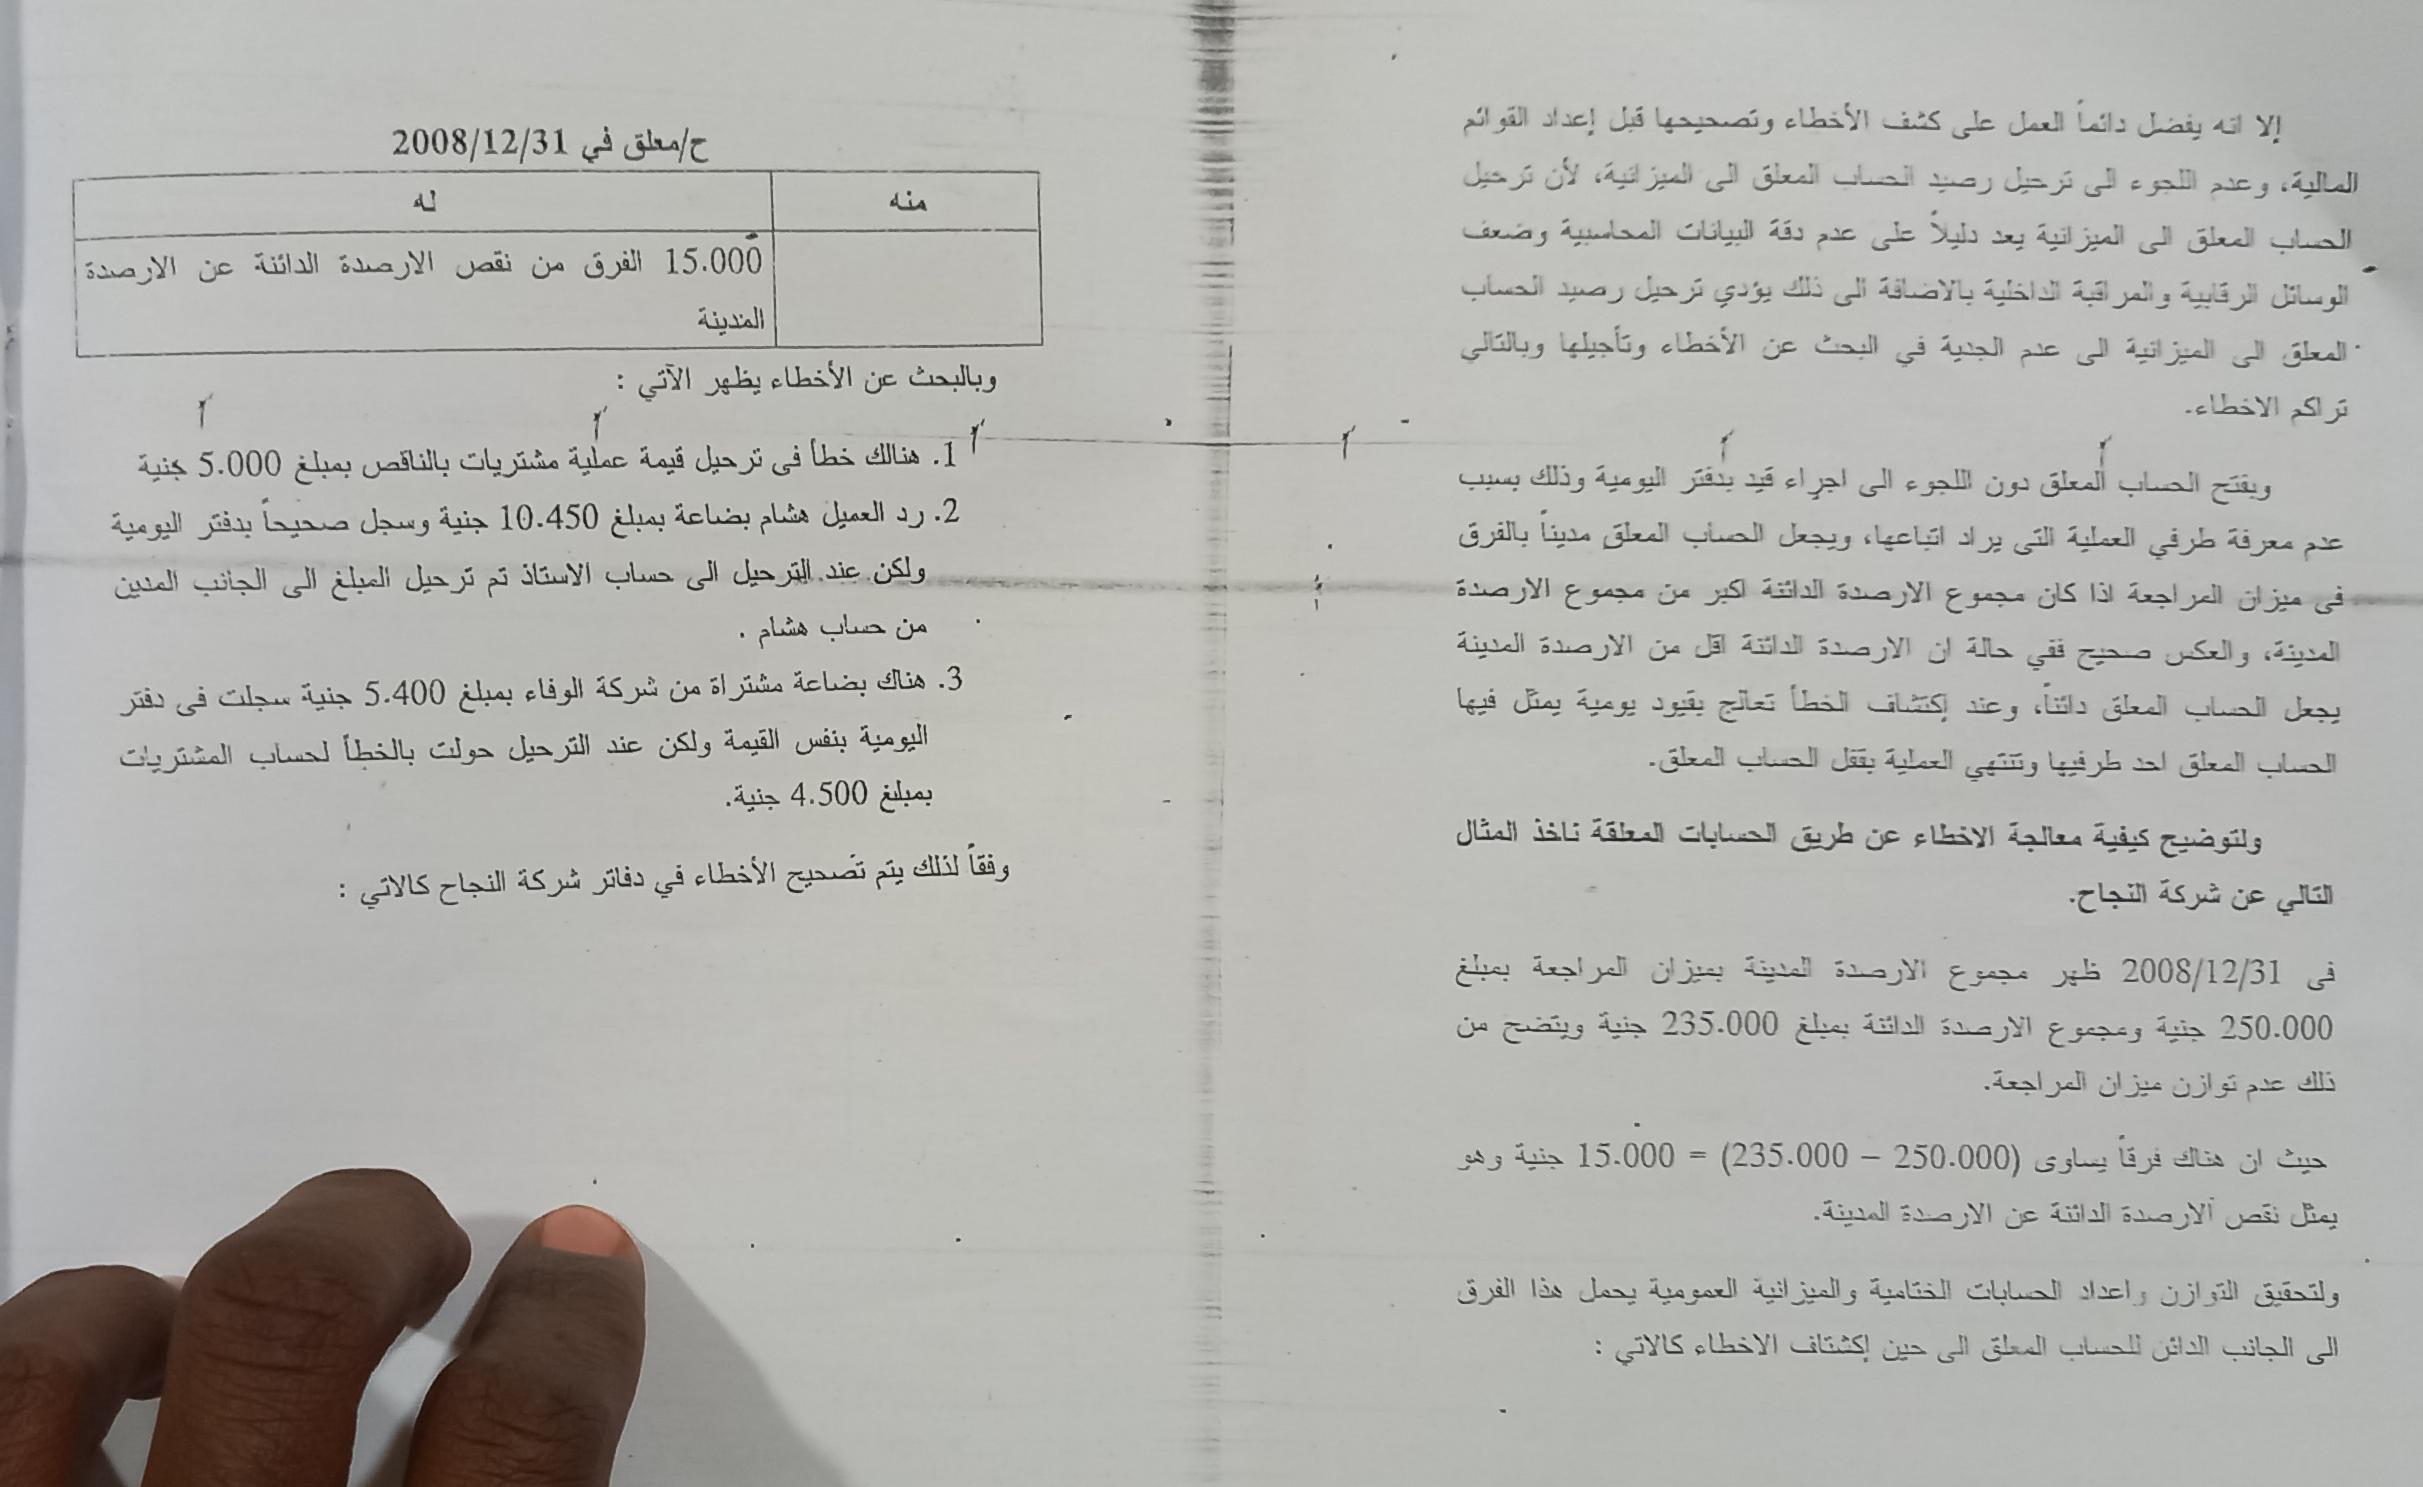 إلا انه يفضل دائماً العمل على كشف الأخطاء وتصحيحها قبل إعداد القوائم
المالية، وعدم اللجوء الى ترحيل رصيد الحساب المعلق الى الميزانية، لأن ترحيل
الحساب المعلق الى الميزانية يعد دليلاً على عدم دقة البيانات المحاسبية وضعف
الوسائل الرقابية والمراقبة الداخلية بالاضافة الى ذلك يؤدي ترحيل رصيد الحساب
المعلق الى الميزانية الى عدم الجدية في البحث عن الأخطاء وتأجيلها وبالتالي
تراكم الاخطاء.
ويفتح الحساب المعلق دون اللجوء الى اجراء قيد بدفتر اليومية وذلك بسبب
عدم معرفة طرفي العملية التى يراد اتباعها، ويجعل الحساب المعلق مديناً بالفرق
فى ميزان المراجعة اذا كان مجموع الارصدة الدائنة اكبر من مجموع الارصدة
المدينة، والعكس صحيح ففي حالة ان الارصدة الدائنة اقل من الارصدة المدينة
يجعل الحساب المعلق دائناً، وعند إكتشاف الخطأ تعالج بقيود يومية يمثل فيها
الحساب المعلق احد طرفيها وتنتهي العملية بقفل الحساب المعلق.
ولتوضيح كيفية معالجة الاخطاء عن طريق الحسابات المعلقة ناخذ المثال
التالي عن شركة النجاح.
فى 2008/12/31 ظهر مجموع الارصدة المدينة بميزان المراجعة بمبلغ
250.000 جنية ومجموع الارصدة الدائنة بمبلغ 235.000 جنية ويتضح من
ذلك عدم توازن ميزان المراجعة.
حيث ان هناك فرقاً يساوى (250.000 – 235.000) = 15.000 جنية وهو
يمثل نقص الارصدة الدائنة عن الارصدة المدينة.
ولتحقيق التوازن واعداد الحسابات الختامية والميزانية العمومية يحمل هذا الفرق
الى الجانب الدائن للحساب المعلق الى حين إكشتاف الاخطاء كالاتي :
ح/معلق في 2008/12/31
منه له
15.000 الفرق من نقص الارصدة الدائنة عن الارصدة
المدينة
وبالبحث عن الأخطاء يظهر الآتي :
1. هنالك خطأ فى ترحيل قيمة عملية مشتريات بالناقص بمبلغ 5.000 جنية
2. رد العميل هشام بضاعة بمبلغ 10.450 جنية وسجل صحيحاً بدفتر اليومية
ولكن عند الترحيل الى حساب الاستاذ تم ترحيل المبلغ الى الجانب المدين
من حساب هشام .
3. هناك بضاعة مشتراة من شركة الوفاء بمبلغ 5.400 جنية سجلت فى دفتر
اليومية بنفس القيمة ولكن عند الترحيل حولت بالخطأ لحساب المشتريات
بمبلغ 4.500 جنية.
وفقاً لذلك يتم تصحيح الأخطاء في دفاتر شركة النجاح كالاتي :